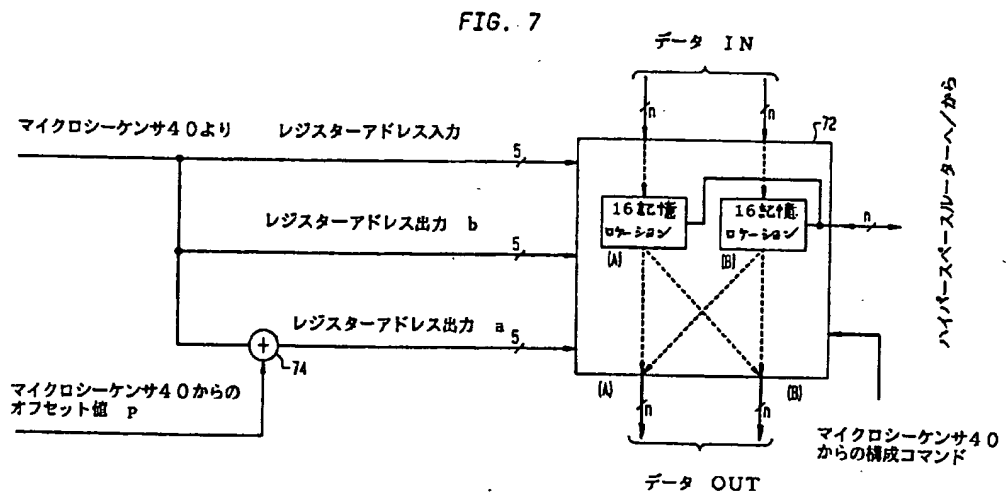 FIG. 7
データ IN
n
n
72
マイクロシーケンサ40より
レジスターアドレス入力
5
16記憶
ロケーション
(A)
16記憶
ロケーション
(B)
n
ハイパースペースルーターへ/から
レジスターアドレス出力 b
5
レジスターアドレス出力 a
5
+
74
マイクロシーケンサ40からの
オフセット値 p
(A)
(B)
n
n
データ OUT
マイクロシーケンサ40
からの構成コマンド